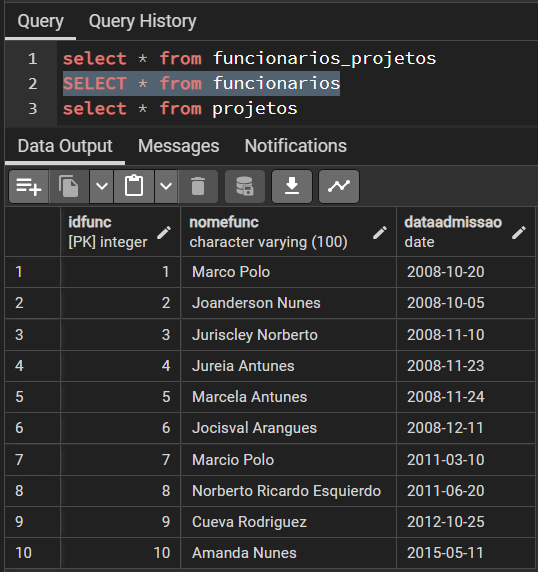 Query Query History
1 select * from funcionarios_projetos
2 SELECT * from funcionarios
3 select * from projetos
Data Output Messages Notifications
idfunc nomefunc dataadmissao
[PK] integer character varying (100) date
1 1 Marco Polo 2008-10-20
2 2 Joanderson Nunes 2008-10-05
3 3 Juriscley Norberto 2008-11-10
4 4 Jureia Antunes 2008-11-23
5 5 Marcela Antunes 2008-11-24
6 6 Jocisval Arangues 2008-12-11
7 7 Marcio Polo 2011-03-10
8 8 Norberto Ricardo Esquierdo 2011-06-20
9 9 Cueva Rodriguez 2012-10-25
10 10 Amanda Nunes 2015-05-11